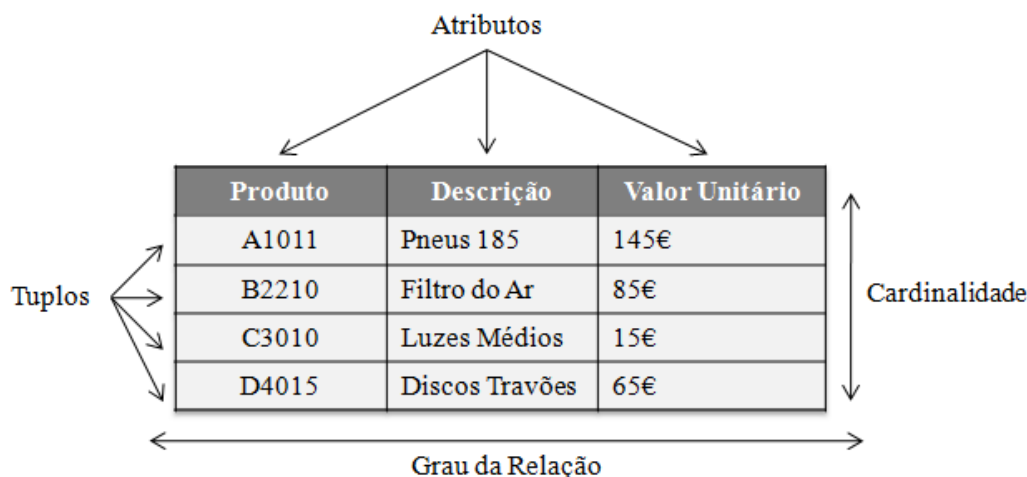 Atributos
Produto Descrição Valor Unitário
A1011 Pneus 185 145€
Tuplos B2210 Filtro do Ar 85€ Cardinalidade
C3010 Luzes Médios 15€
D4015 Discos Travões 65€
Grau da Relação